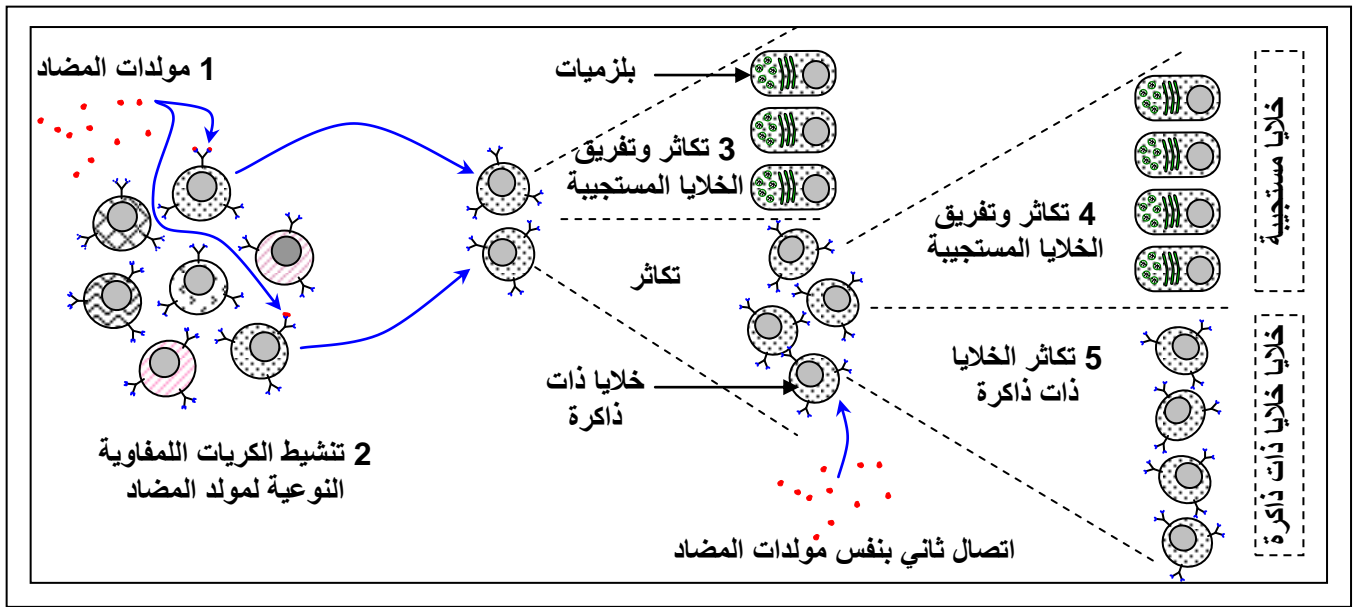 1 مولدات المضاد
2 تنشيط الكريات اللمفاوية
النوعية لمولد المضاد
بلزميات
3 تكاثر وتفريق
الخلايا المستجيبة
تكاثر
خلايا ذات
ذاكرة
اتصال ثاني بنفس مولدات المضاد
4 تكاثر وتفريق
الخلايا المستجيبة
5 تكاثر الخلايا
ذات ذاكرة
خلايا مستجيبة
خلايا خلايا ذات ذاكرة